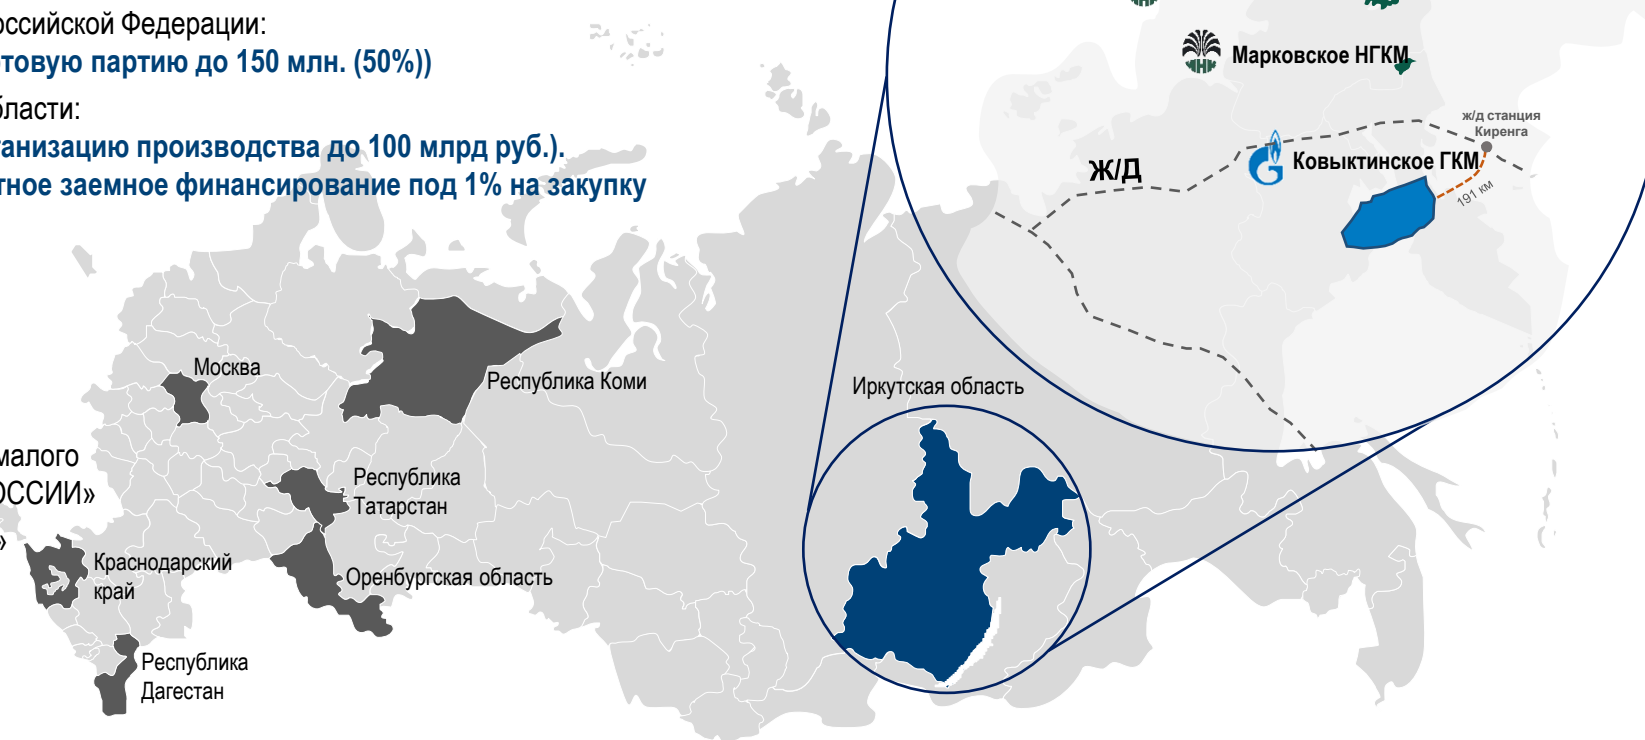 оссийской Федерации:
товую партию до 150 млн. (50%))
бласти:
ганизацию производства до 100 млрд руб.).
тное заемное финансирование под 1% на закупку
Марковское НГКМ
ИНК
ж/д станция
Киренга
Ковыктинское ГКМ
Ж/Д
191 км
Москва
Республика Коми
Иркутская область
малого
ОССИИ»
»
Республика
Татарстан
Краснодарский
край
Оренбургская область
Республика
Дагестан